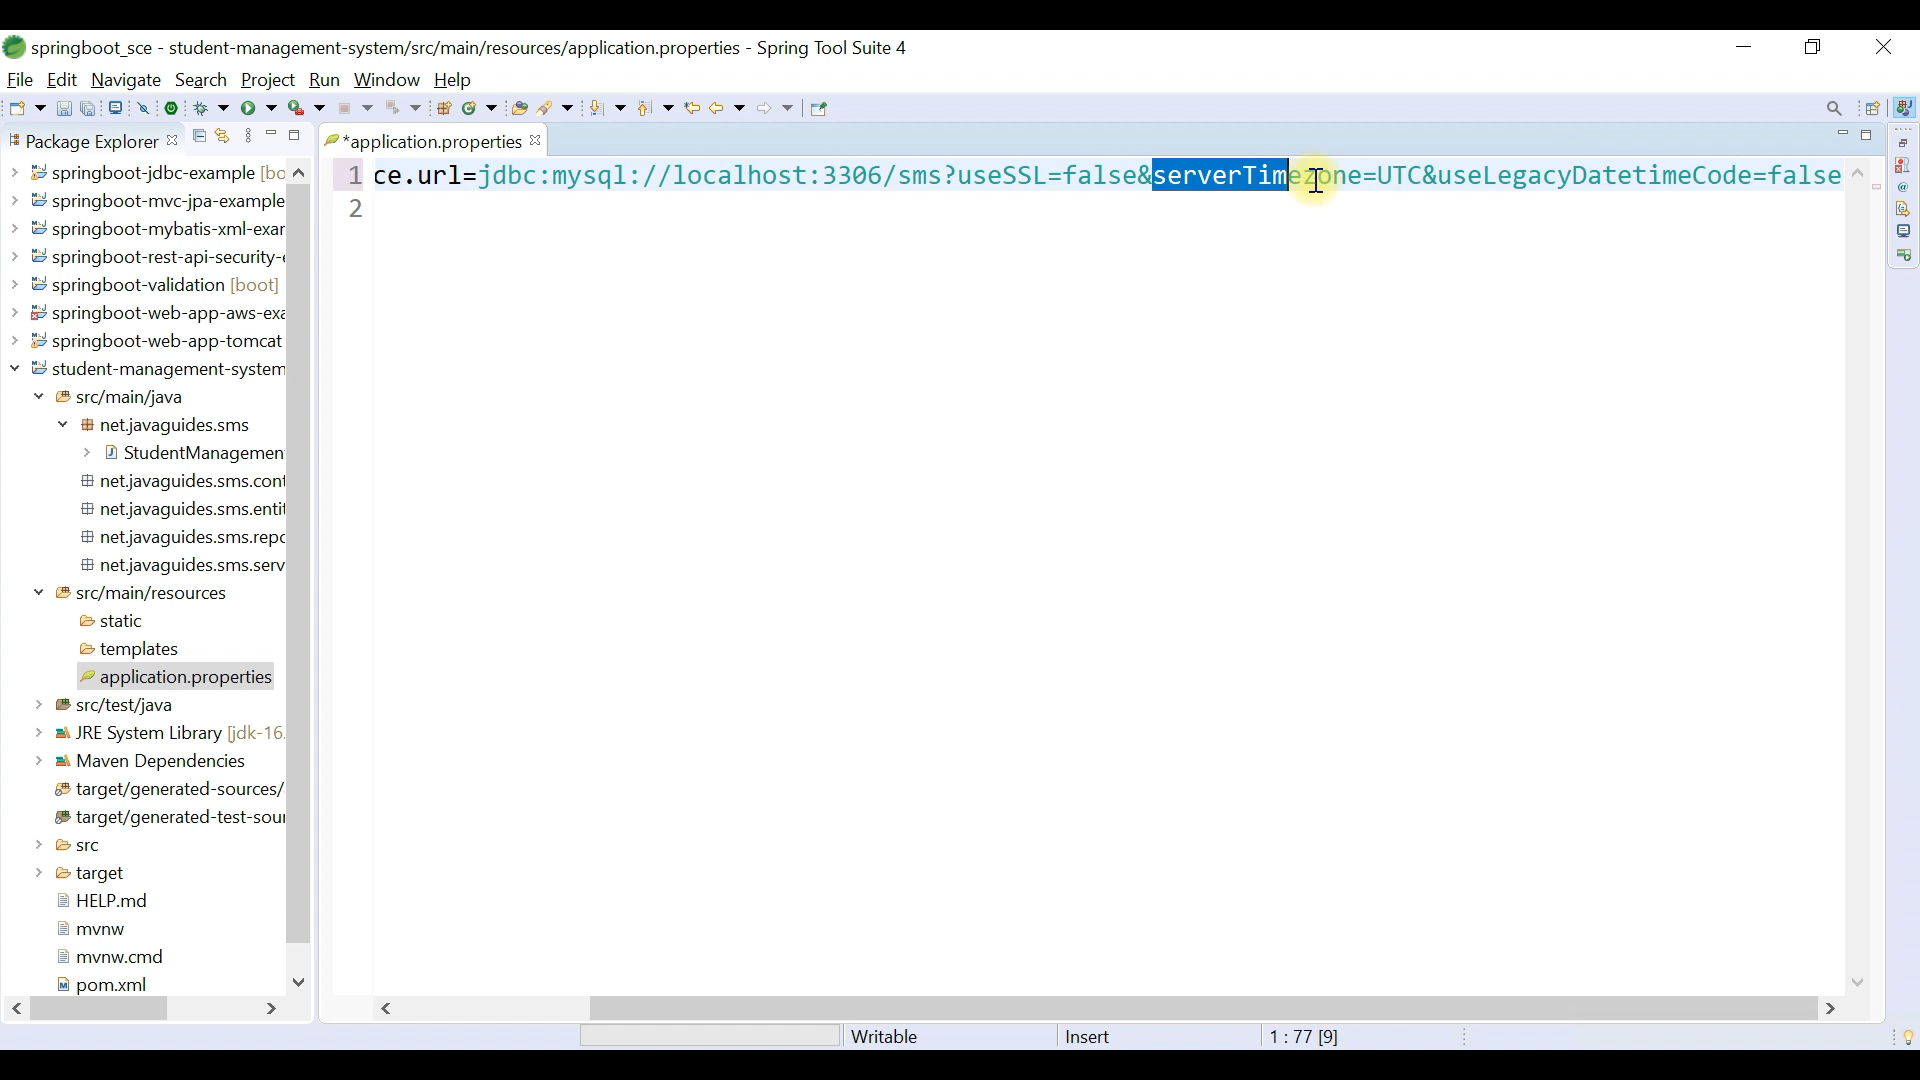 springboot_sce - student-management-system/src/main/resources/application.properties - Spring Tool Suite 4
File Edit Navigate Search Project Run Window Help
Package Explorer
*application.properties
springboot-jdbc-example [bo
springboot-mvc-jpa-example
springboot-mybatis-xml-exar
springboot-rest-api-security-e
springboot-validation [boot]
springboot-web-app-aws-exa
springboot-web-app-tomcat
student-management-system
src/main/java
net.javaguides.sms
StudentManagemen
net.javaguides.sms.cont
net.javaguides.sms.entit
net.javaguides.sms.repo
net.javaguides.sms.serv
src/main/resources
static
templates
application.properties
src/test/java
JRE System Library [jdk-16.
Maven Dependencies
target/generated-sources/
target/generated-test-sour
src
target
HELP.md
mvnw
mvnw.cmd
pom.xml
1 ce.url=jdbc:mysql://localhost:3306/sms?useSSL=false&serverTimezone=UTC&useLegacyDatetimeCode=false
2
Writable Insert 1 : 77 [9]